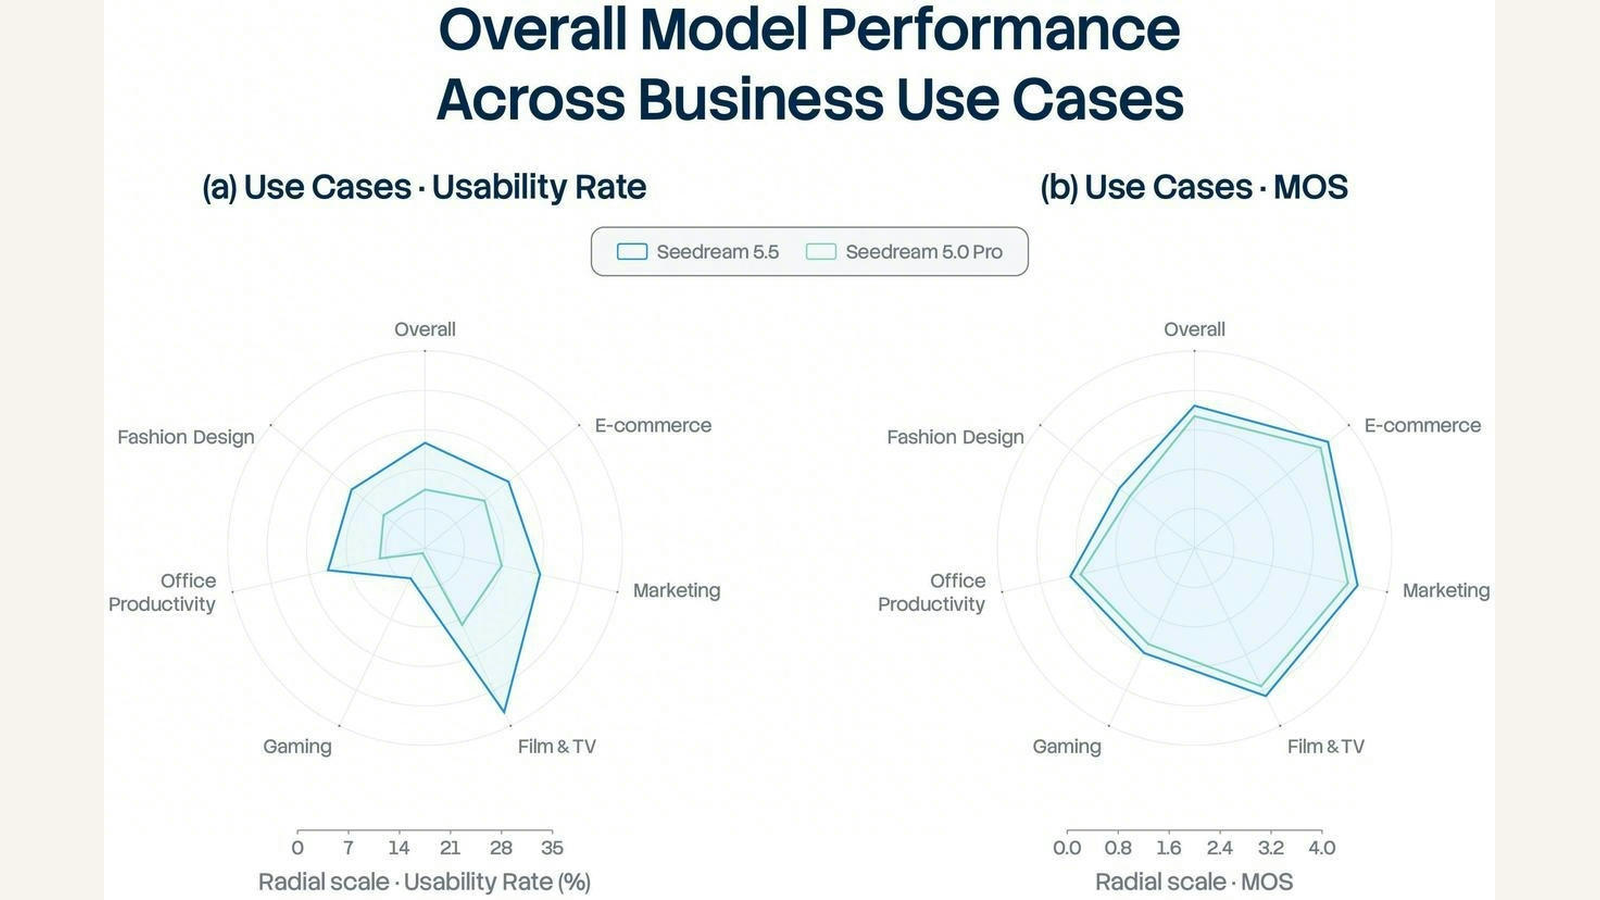 Overall Model Performance
Across Business Use Cases
(a) Use Cases · Usability Rate
(b) Use Cases · MOS
Seedream 5.5
Seedream 5.0 Pro
Overall
E-commerce
Marketing
Film & TV
Gaming
Office
Productivity
Fashion Design
0 7 14 21 28 35
Radial scale · Usability Rate (%)
Overall
E-commerce
Marketing
Film & TV
Gaming
Office
Productivity
Fashion Design
0.0 0.8 1.6 2.4 3.2 4.0
Radial scale · MOS